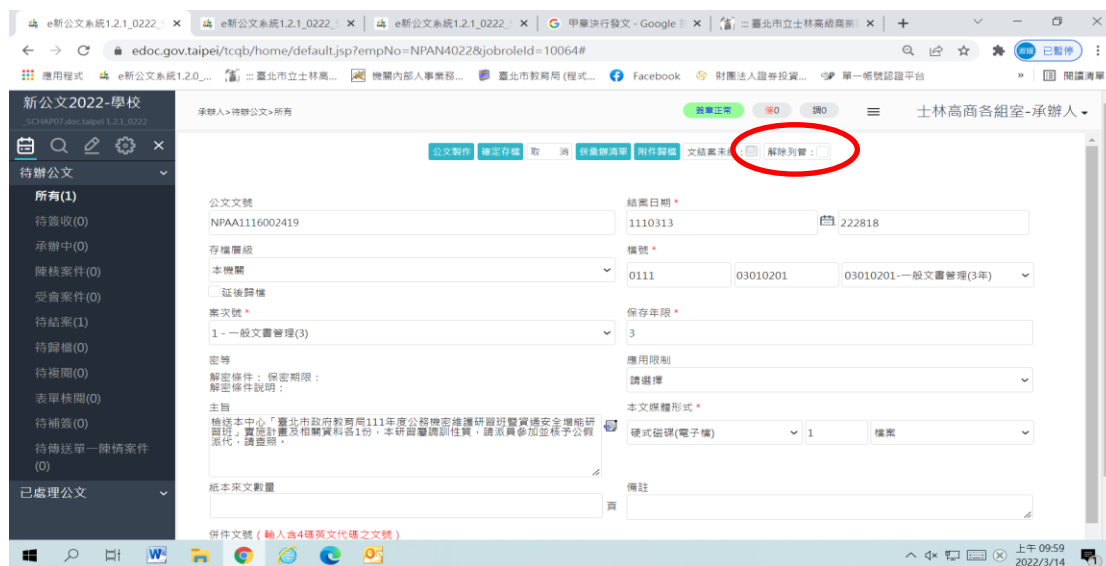 e新公文系統1.2.1_0222_
e新公文系統1.2.1_0222_
e新公文系統1.2.1_0222_
甲章決行發文 - Google
:::臺北市立士林高級商
edoc.gov.taipei/tcqb/home/default.jsp?empNo=NPAN4022&jobroleId=10064#
已暫停
應用程式
e新公文系統1.2.0_...
:::臺北市立士林高...
機關內部人事業務...
臺北市教育局(程式...
Facebook
財團法人證券投資...
單一帳號認證平台
»
閱讀清單
新公文2022-學校
_SCHAP07.doc.taipei 1.2.1_0222
承辦人>待辦公文>所有
簽章正常
催0
調0
士林高商各組室-承辦人
公文製作
確定存檔
取 消
併彙辦清單
附件歸檔
文結案未結:
解除列管:
待辦公文
所有(1)
待簽收(0)
承辦中(0)
陳核案件(0)
受會案件(0)
待結案(1)
待歸檔(0)
待複閱(0)
表單核閱(0)
待補簽(0)
待傳送單一陳情案件
(0)
已處理公文
公文文號
結案日期 *
NPAA1116002419
1110313
222818
存檔層級
檔號 *
本機關
0111
03010201
03010201-一般文書管理(3年)
延後歸檔
案次號 *
保存年限 *
1 - 一般文書管理(3)
3
密等
應用限制
解密條件： 保密期限：
解密條件說明：
請選擇
主旨
本文媒體形式 *
檢送本中心「臺北市政府教育局111年度公務機密維護研習班暨資通安全增能研
習班」實施計畫及相關資料各1份，本研習屬調訓性質，請派員參加並核予公假
派代，請查照。
硬式磁碟(電子檔)
1
檔案
紙本來文數量
備註
頁
併件文號 ( 輸入含4碼英文代碼之文號 )
上午 09:59
2022/3/14